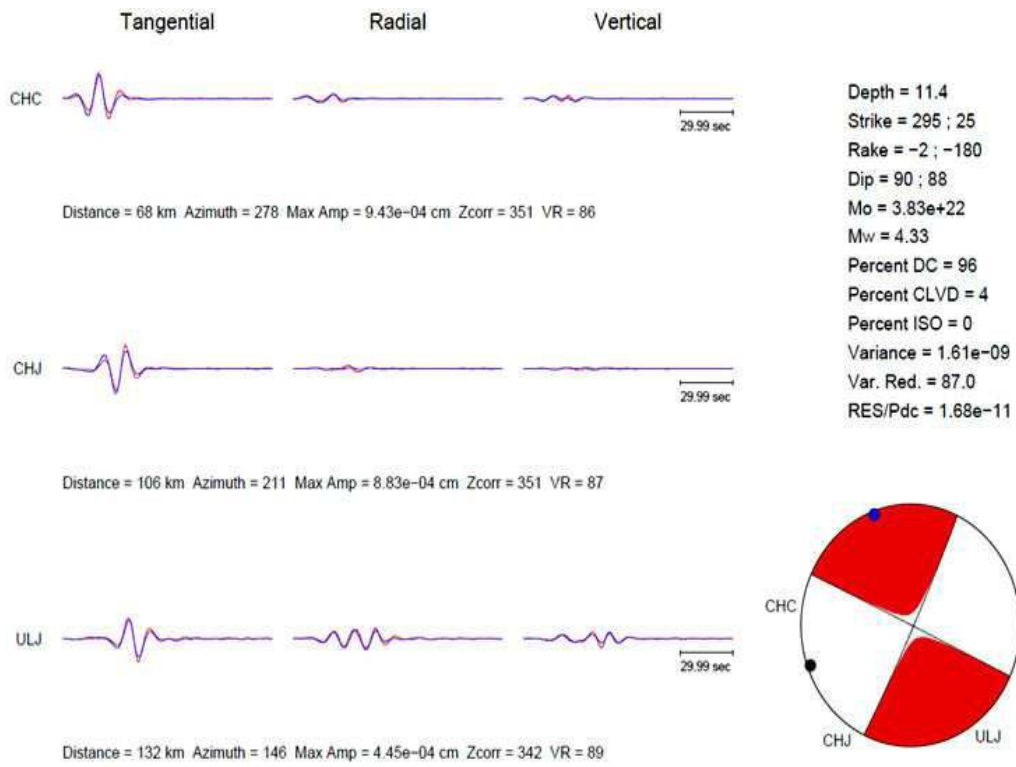 Tangential Radial Vertical
CHC
29.99 sec
Distance = 68 km Azimuth = 278 Max Amp = 9.43e−04 cm Zcorr = 351 VR = 86
CHJ
29.99 sec
Distance = 106 km Azimuth = 211 Max Amp = 8.83e−04 cm Zcorr = 351 VR = 87
ULJ
29.99 sec
Distance = 132 km Azimuth = 146 Max Amp = 4.45e−04 cm Zcorr = 342 VR = 89
Depth = 11.4
Strike = 295 ; 25
Rake = −2 ; −180
Dip = 90 ; 88
Mo = 3.83e+22
Mw = 4.33
Percent DC = 96
Percent CLVD = 4
Percent ISO = 0
Variance = 1.61e−09
Var. Red. = 87.0
RES/Pdc = 1.68e−11
CHC
CHJ
ULJ